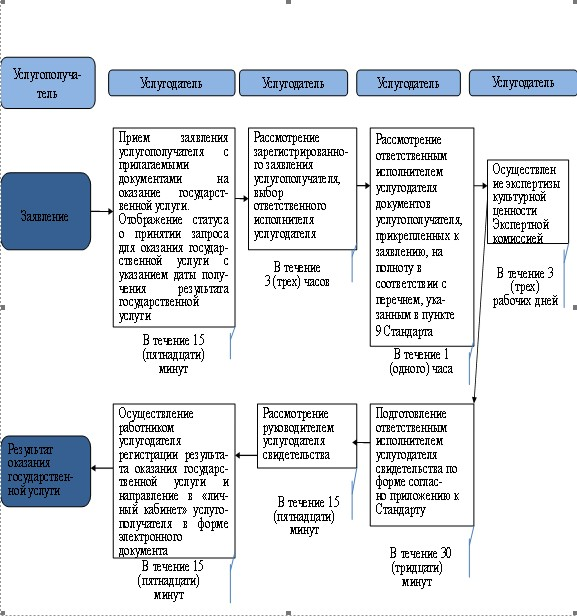 Услугополуча-
тель
Услугодатель
Услугодатель
Услугодатель
Услугодатель
Заявление
Прием заявления
услугополучателя с
прилагаемыми
документами на
оказание государст-
венной услуги.
Отображение статуса
о принятии запроса
для оказания государ-
ственной услуги с
указанием даты полу-
чения результата
государственной
услуги
В течение 15
(пятнадцати)
минут
Рассмотрение
зарегистрированно-
го заявления
услугополучателя,
выбор
ответственного
исполнителя
услугодателя
В течение
3 (трех) часов
Рассмотрение
ответственным
исполнителем
услугодателя
документов
услугополучателя,
прикрепленных к
заявлению, на
полноту в
соответствии с
перечнем, ука-
занным в пункте
9 Стандарта
В течение 1
(одного) часа
Осуществлен
ие экспертизы
культурной
ценности
Экспертной
комиссией
В течение 3
(трех)
рабочих дней
Результат
оказания
государствен-
ной услуги
Осуществление
работником
услугодателя
регистрации результа-
та оказания государс-
твенной услуги и
направление в «лич
ный кабинет» услуго-
получателя в форме
электронного
документа
В течение 15
(пятнадцати)
минут
Рассмотрение
руководителем
услугодателя
свидетельства
В течение 15
(пятнадцати)
минут
Подготовление
ответственным
исполнителем
услугодателя
свидетельства по
форме соглас-
но приложению к
Стандарту
В течение 30
(тридцати)
минут